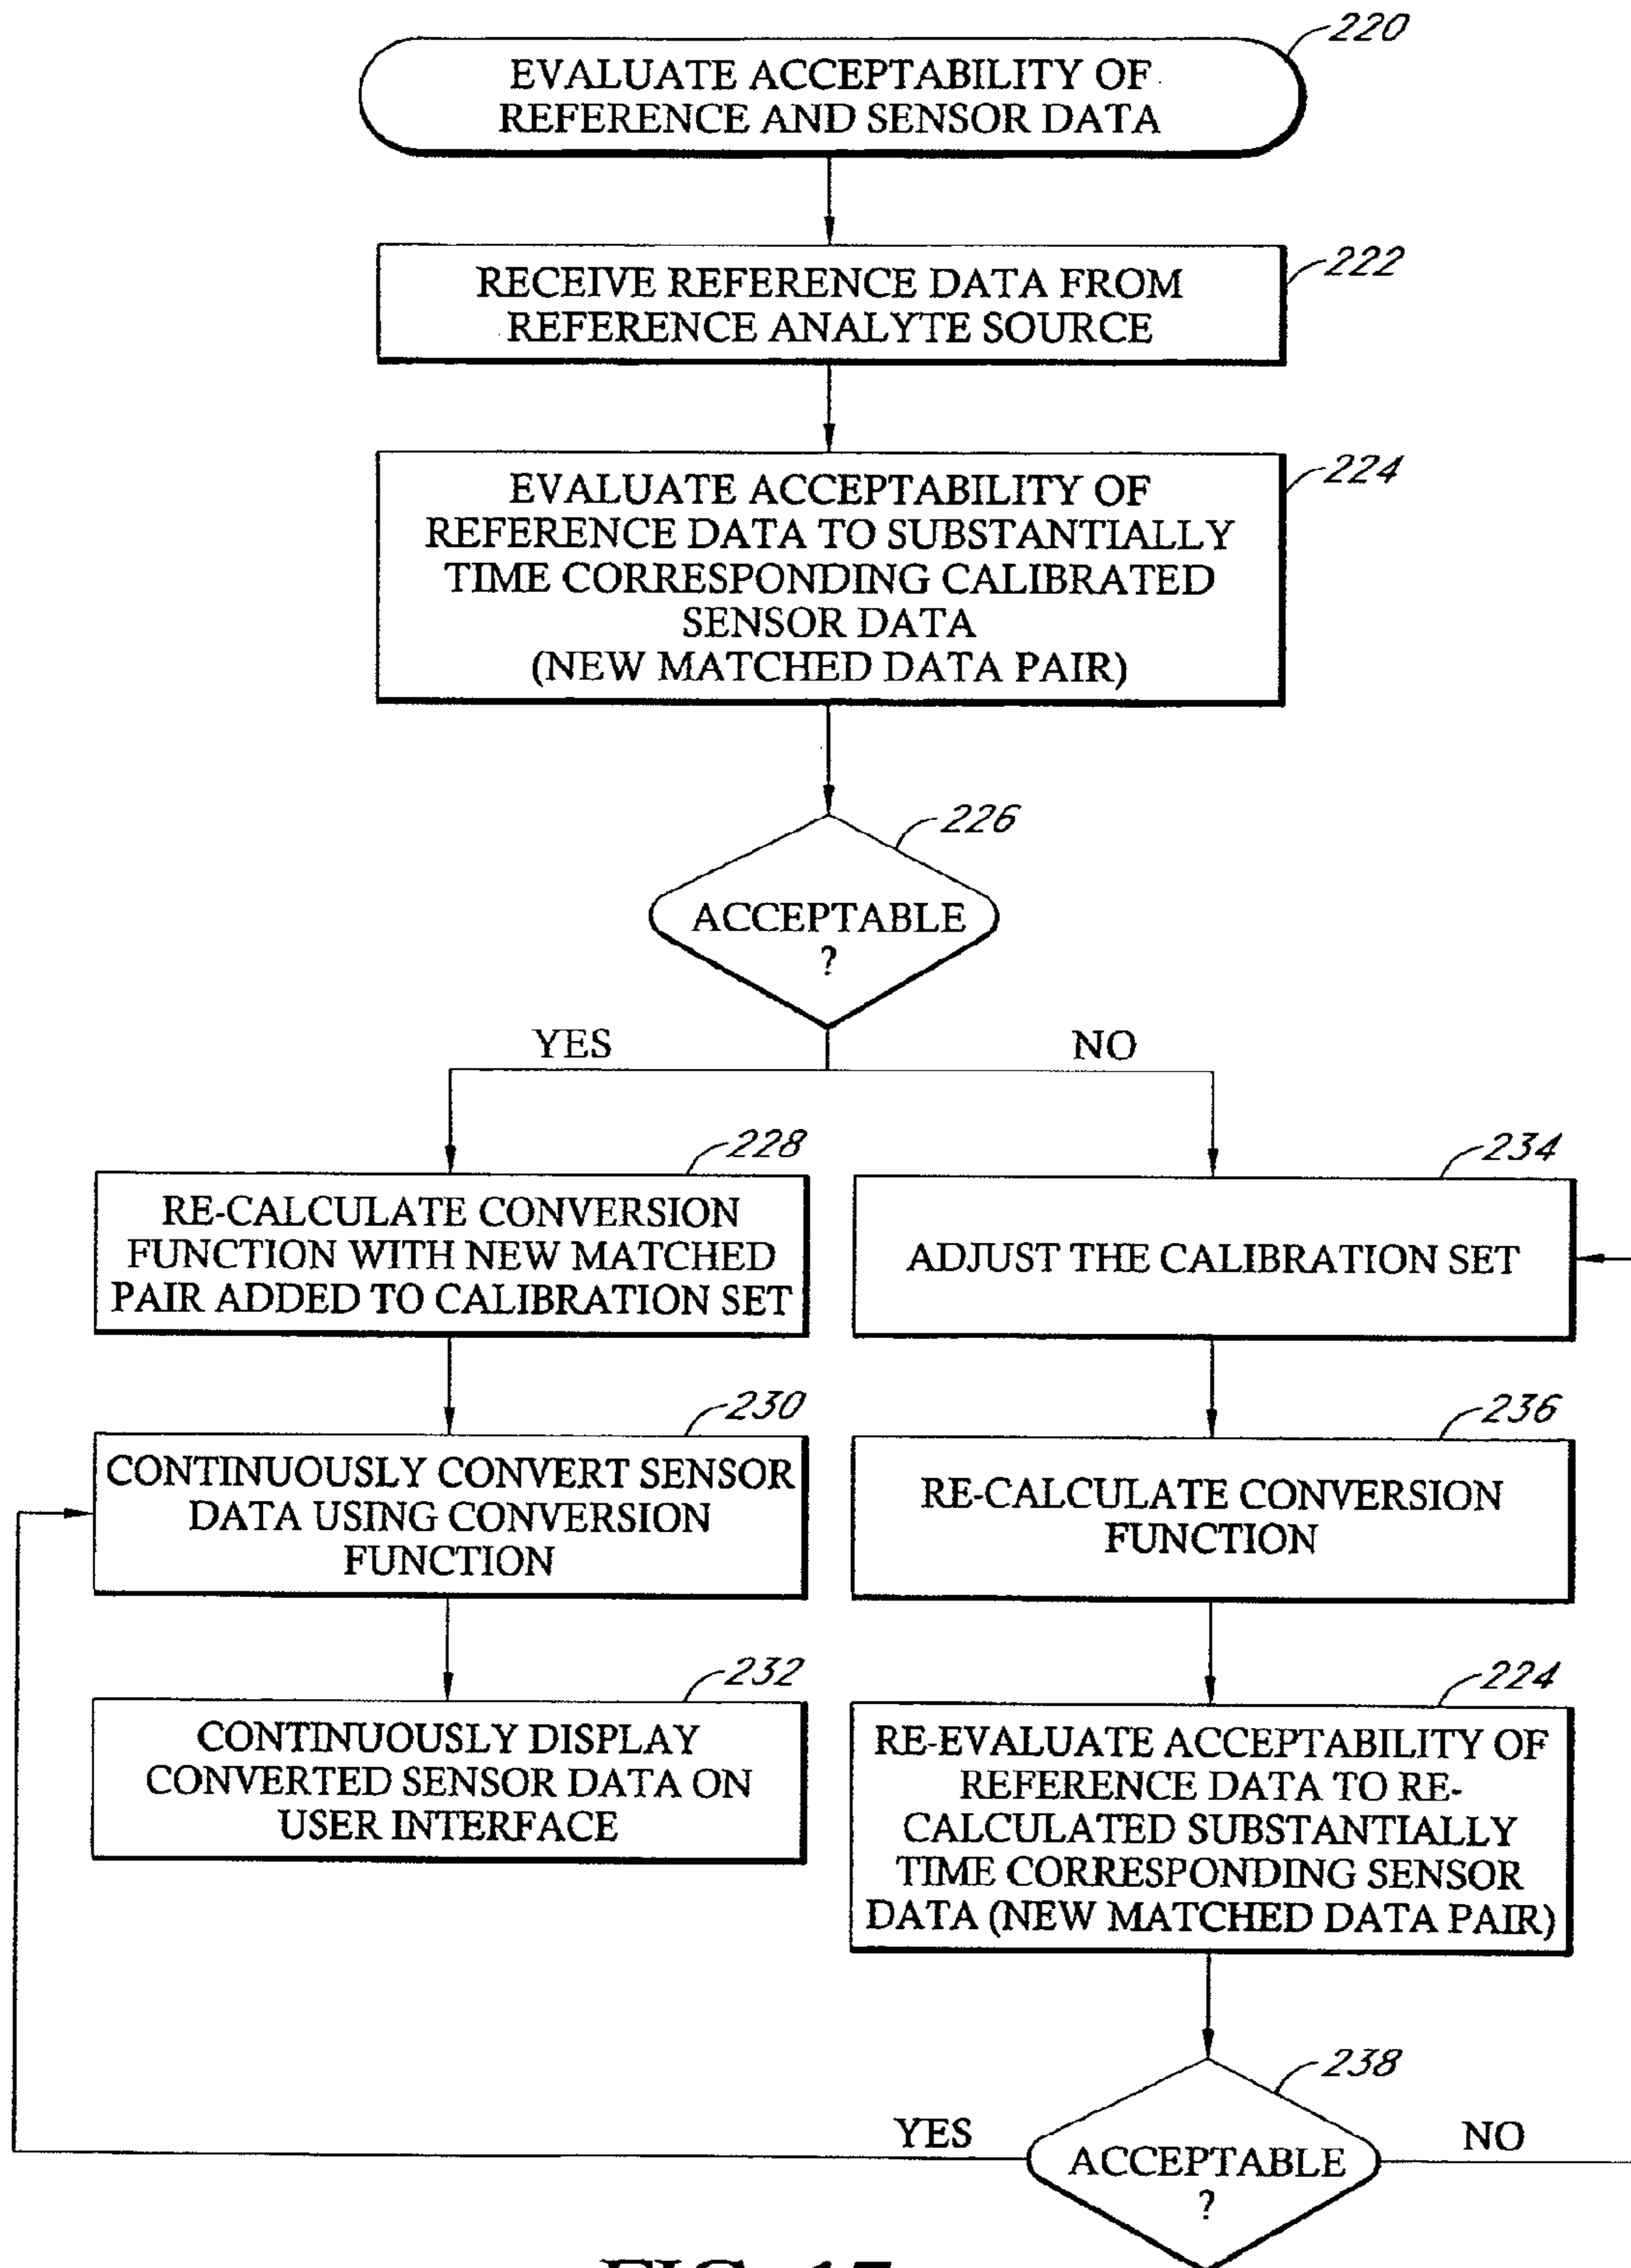 220
EVALUATE ACCEPTABILITY OF
REFERENCE AND SENSOR DATA
222
RECEIVE REFERENCE DATA FROM
REFERENCE ANALYTE SOURCE
224
EVALUATE ACCEPTABILITY OF
REFERENCE DATA TO SUBSTANTIALLY
TIME CORRESPONDING CALIBRATED
SENSOR DATA
(NEW MATCHED DATA PAIR)
226
ACCEPTABLE
?
YES
NO
228
RE-CALCULATE CONVERSION
FUNCTION WITH NEW MATCHED
PAIR ADDED TO CALIBRATION SET
234
ADJUST THE CALIBRATION SET
230
CONTINUOUSLY CONVERT SENSOR
DATA USING CONVERSION
FUNCTION
236
RE-CALCULATE CONVERSION
FUNCTION
232
CONTINUOUSLY DISPLAY
CONVERTED SENSOR DATA ON
USER INTERFACE
224
RE-EVALUATE ACCEPTABILITY OF
REFERENCE DATA TO RE-
CALCULATED SUBSTANTIALLY
TIME CORRESPONDING SENSOR
DATA (NEW MATCHED DATA PAIR)
238
YES
ACCEPTABLE
?
NO